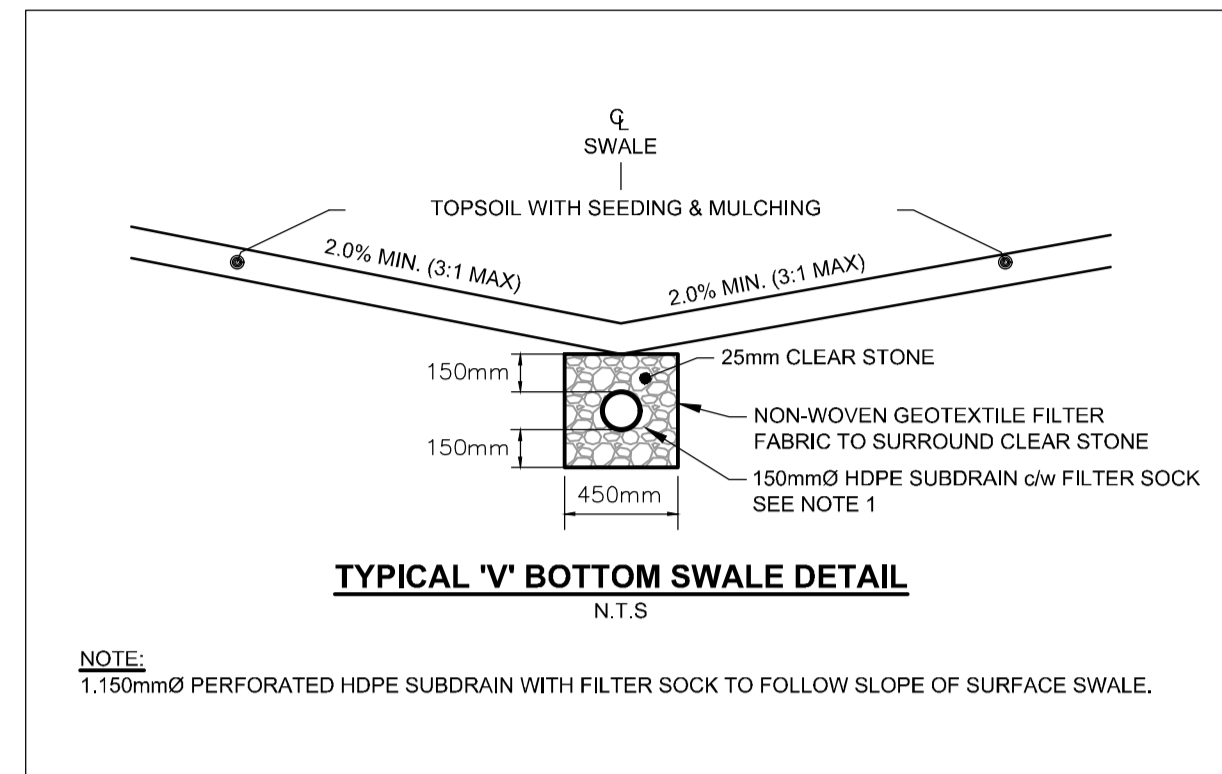 ℄
SWALE
TOPSOIL WITH SEEDING & MULCHING
2.0% MIN. (3:1 MAX)
2.0% MIN. (3:1 MAX)
25mm CLEAR STONE
150mm
NON-WOVEN GEOTEXTILE FILTER
FABRIC TO SURROUND CLEAR STONE
150mm
150mmØ HDPE SUBDRAIN c/w FILTER SOCK
SEE NOTE 1
450mm
TYPICAL 'V' BOTTOM SWALE DETAIL
N.T.S
NOTE:
1.150mmØ PERFORATED HDPE SUBDRAIN WITH FILTER SOCK TO FOLLOW SLOPE OF SURFACE SWALE.